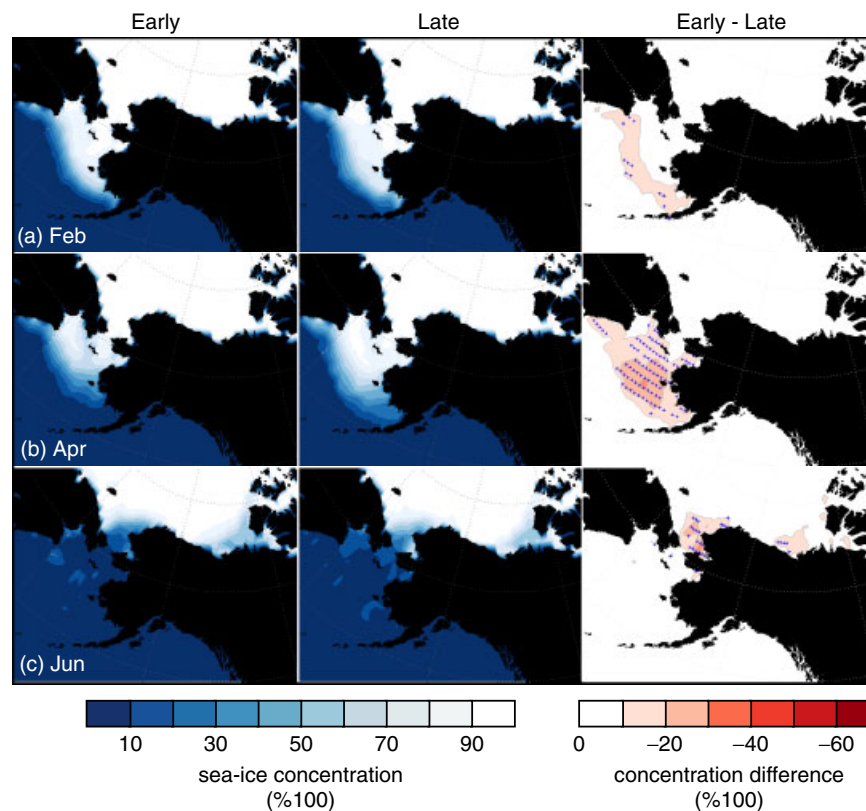 Early Late Early - Late
(a) Feb
(b) Apr
(c) Jun
10 30 50 70 90 0 –20 –40 –60
sea-ice concentration concentration difference
(%100) (%100)